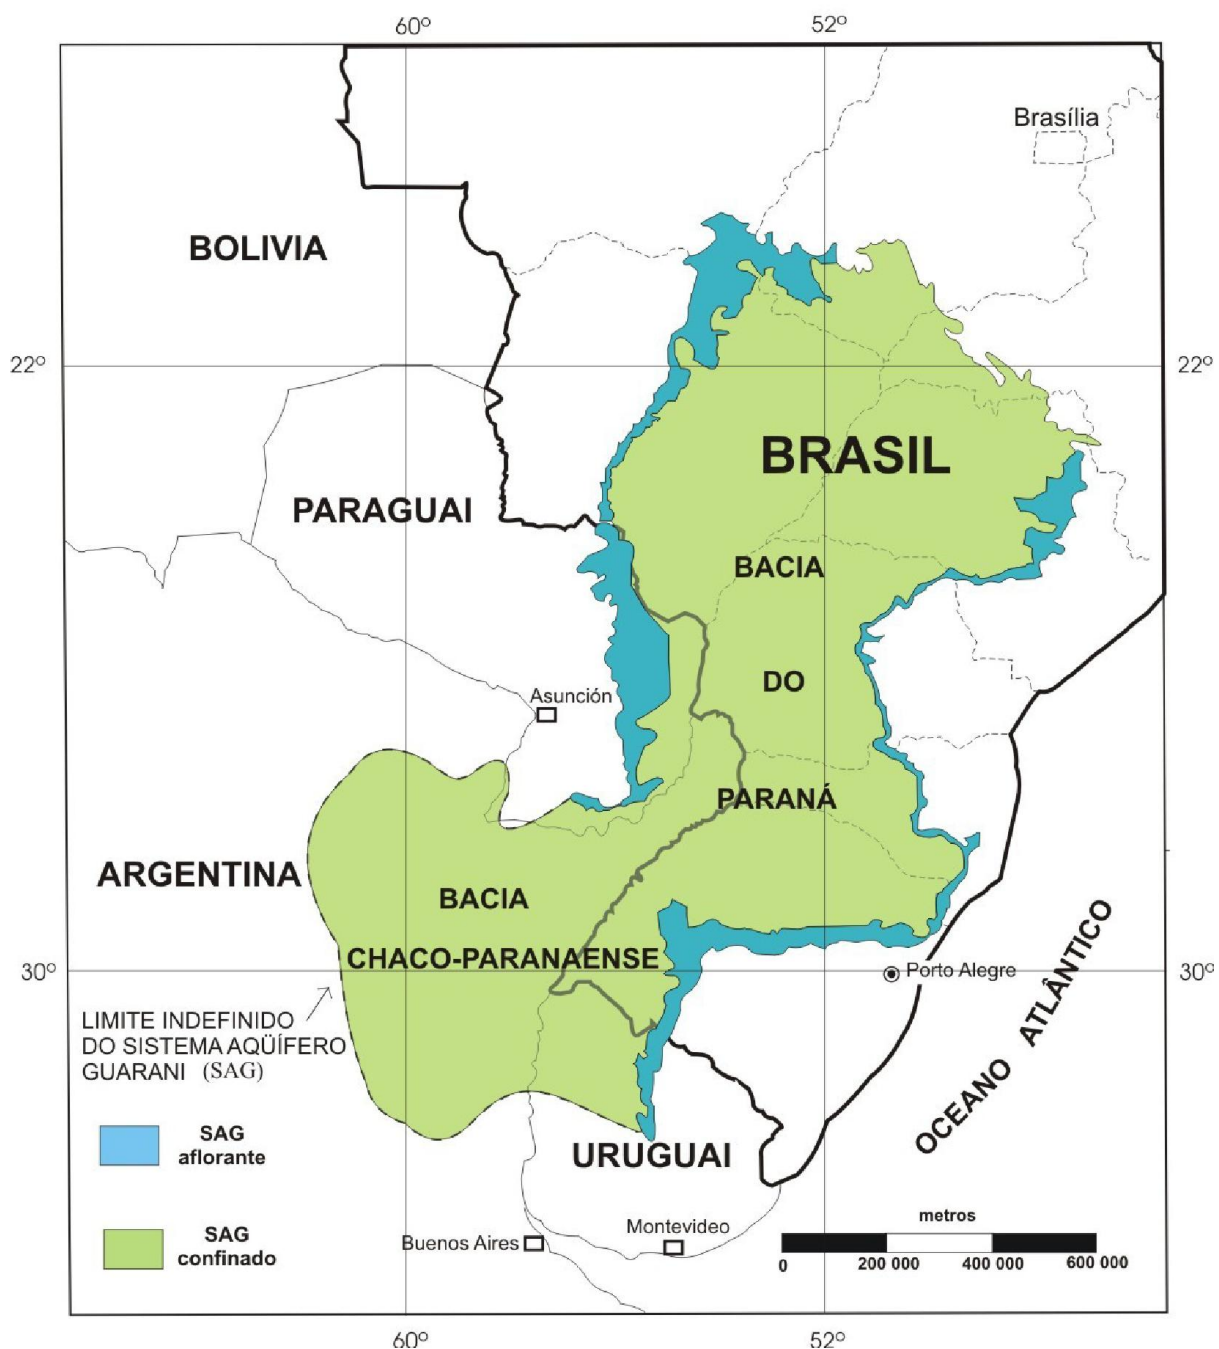 60º
52º
Brasília
BOLIVIA
22º
22º
BRASIL
PARAGUAI
BACIA
DO
Asunción
PARANÁ
ARGENTINA
BACIA
CHACO-PARANAENSE
30º
30º
Porto Alegre
OCEANO ATLÂNTICO
LIMITE INDEFINIDO
DO SISTEMA AQÜÍFERO
GUARANI (SAG)
SAG
aflorante
URUGUAI
SAG
confinado
Buenos Aires
Montevideo
metros
0 200 000 400 000 600 000
60º
52º